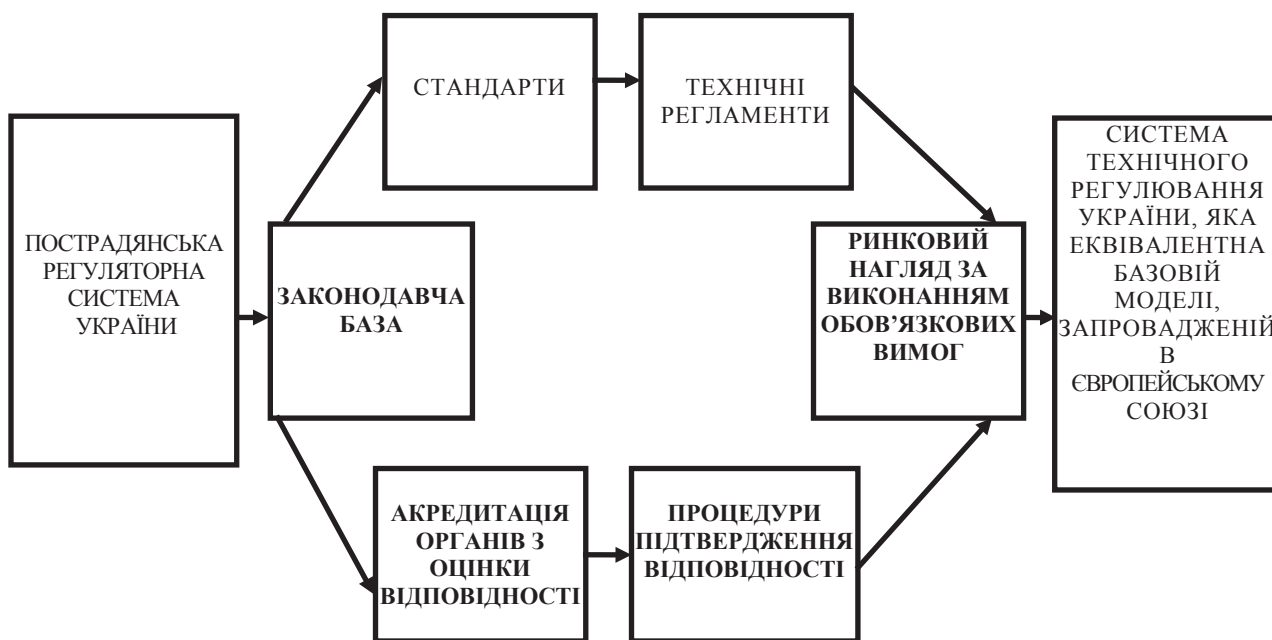 ПОСТРАДЯНСЬКА
РЕГУЛЯТОРНА
СИСТЕМА
УКРАЇНИ
ЗАКОНОДАВЧА
БАЗА
СТАНДАРТИ
ТЕХНІЧНІ
РЕГЛАМЕНТИ
АКРЕДИТАЦІЯ
ОРГАНІВ З
ОЦІНКИ
ВІДПОВІДНОСТІ
ПРОЦЕДУРИ
ПІДТВЕРДЖЕННЯ
ВІДПОВІДНОСТІ
РИНКОВИЙ
НАГЛЯД ЗА
ВИКОНАННЯМ
ОБОВ’ЯЗКОВИХ
ВИМОГ
СИСТЕМА
ТЕХНІЧНОГО
РЕГУЛЮВАННЯ
УКРАЇНИ, ЯКА
ЕКВІВАЛЕНТНА
БАЗОВІЙ
МОДЕЛІ,
ЗАПРОВАДЖЕНІЙ
В
ЄВРОПЕЙСЬКОМУ
СОЮЗІ